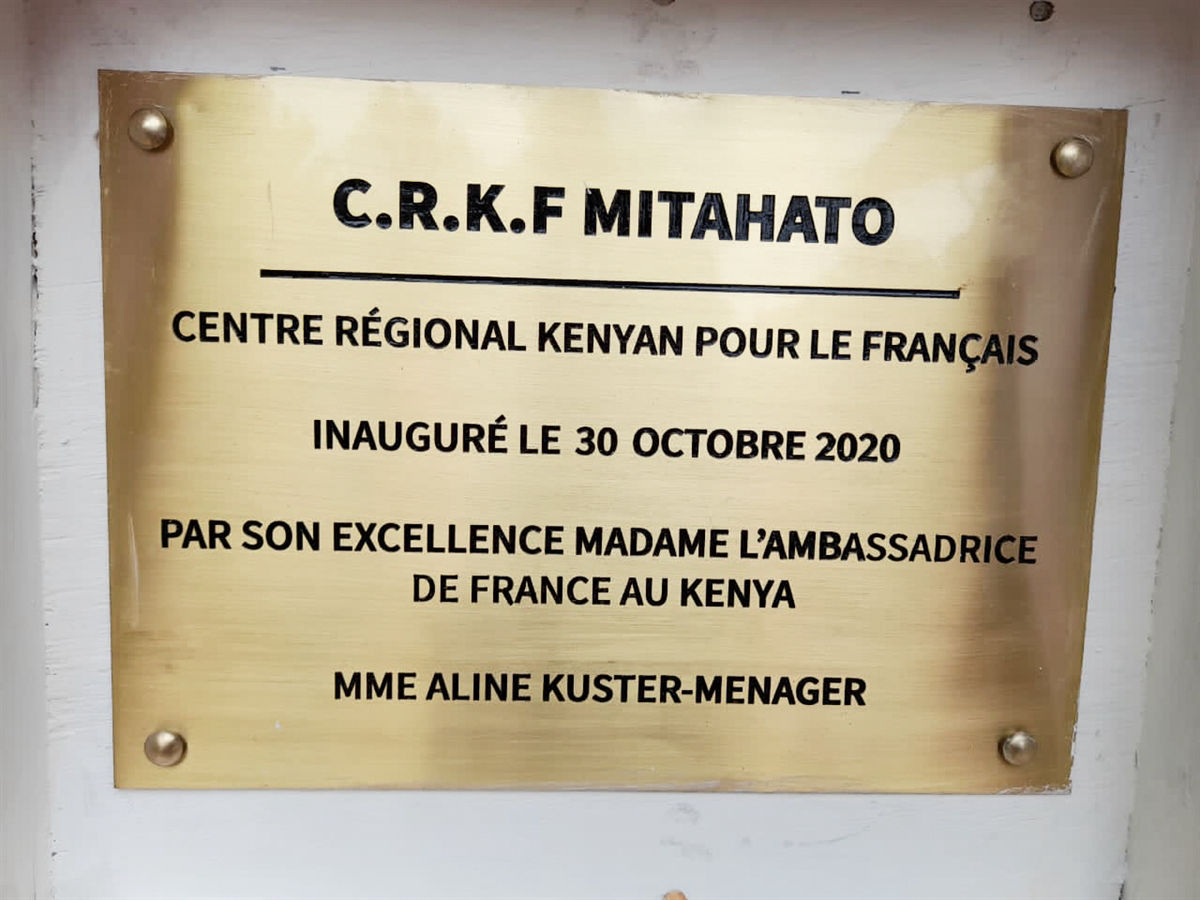 C.R.K.F MITAHATO
CENTRE RÉGIONAL KENYAN POUR LE FRANÇAIS
INAUGURÉ LE 30 OCTOBRE 2020
PAR SON EXCELLENCE MADAME L'AMBASSADRICE
DE FRANCE AU KENYA
MME ALINE KUSTER-MENAGER